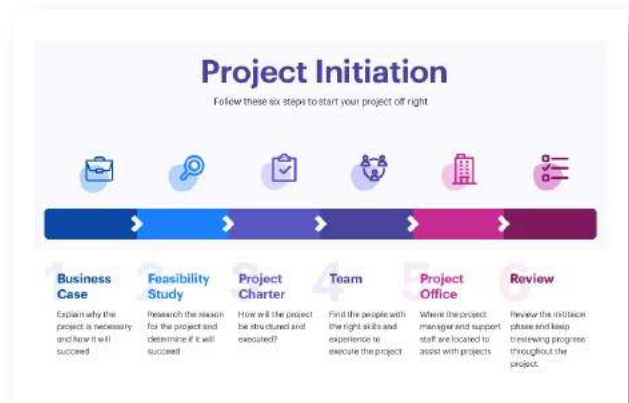 Project Initiation
Follow these six steps to start your project off right
1
Business
Case
Explain why the
project is necessary
and how it will
succeed
2
Feasibility
Study
Research the reason
for the project and
determine if it will
succeed
3
Project
Charter
How will the project
be structured and
executed?
4
Team
Find the people with
the right skills and
experience to
execute the project
5
Project
Office
Where the project
manager and support
staff are located to
assist with projects
6
Review
Review the
phase and keep
treviewing progress
throughout the
project